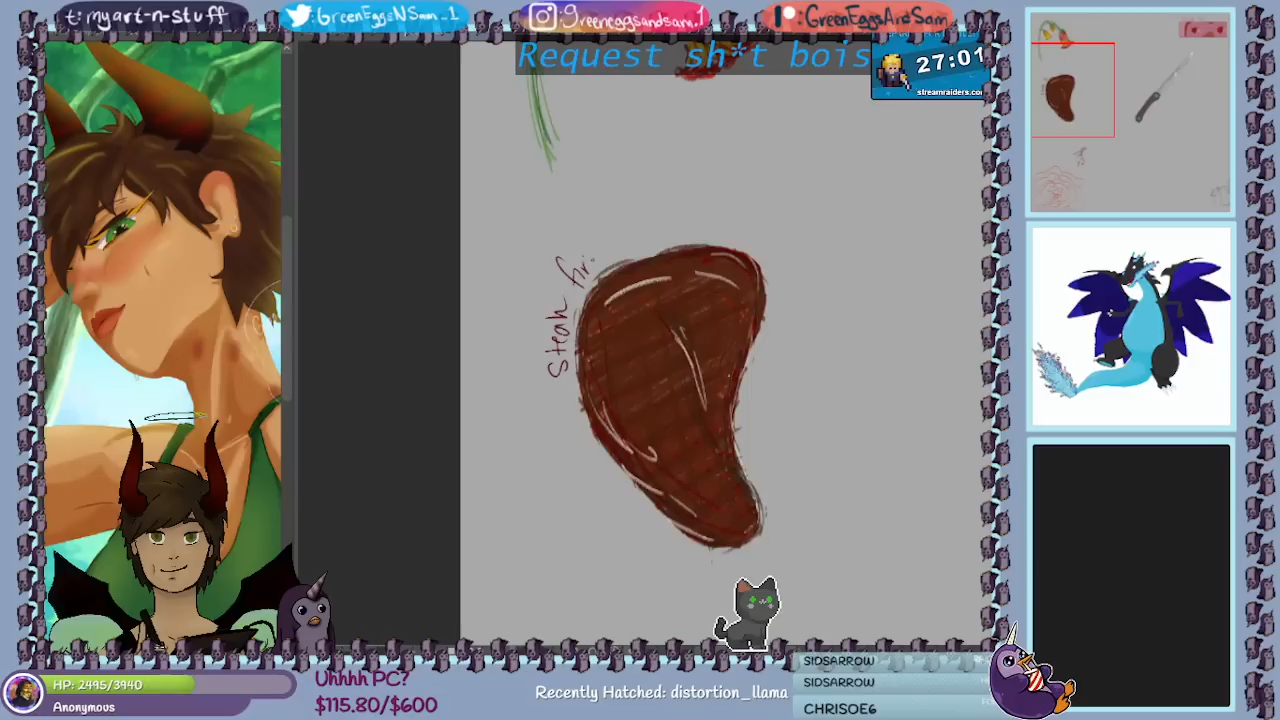 t:myart-n-stuff
:GreenEggsNSam_1
:greeneggsandsam.1
:GreenEggsAndSam
Request sh*t bois
27:01
streamraiders.com
Steak
HP: 2495/3940
Anonymous
Uhhhh PC?
$115.80/$600
Recently Hatched: distortion_llama
SIDSARROW
SIDSARROW
CHRISOE6